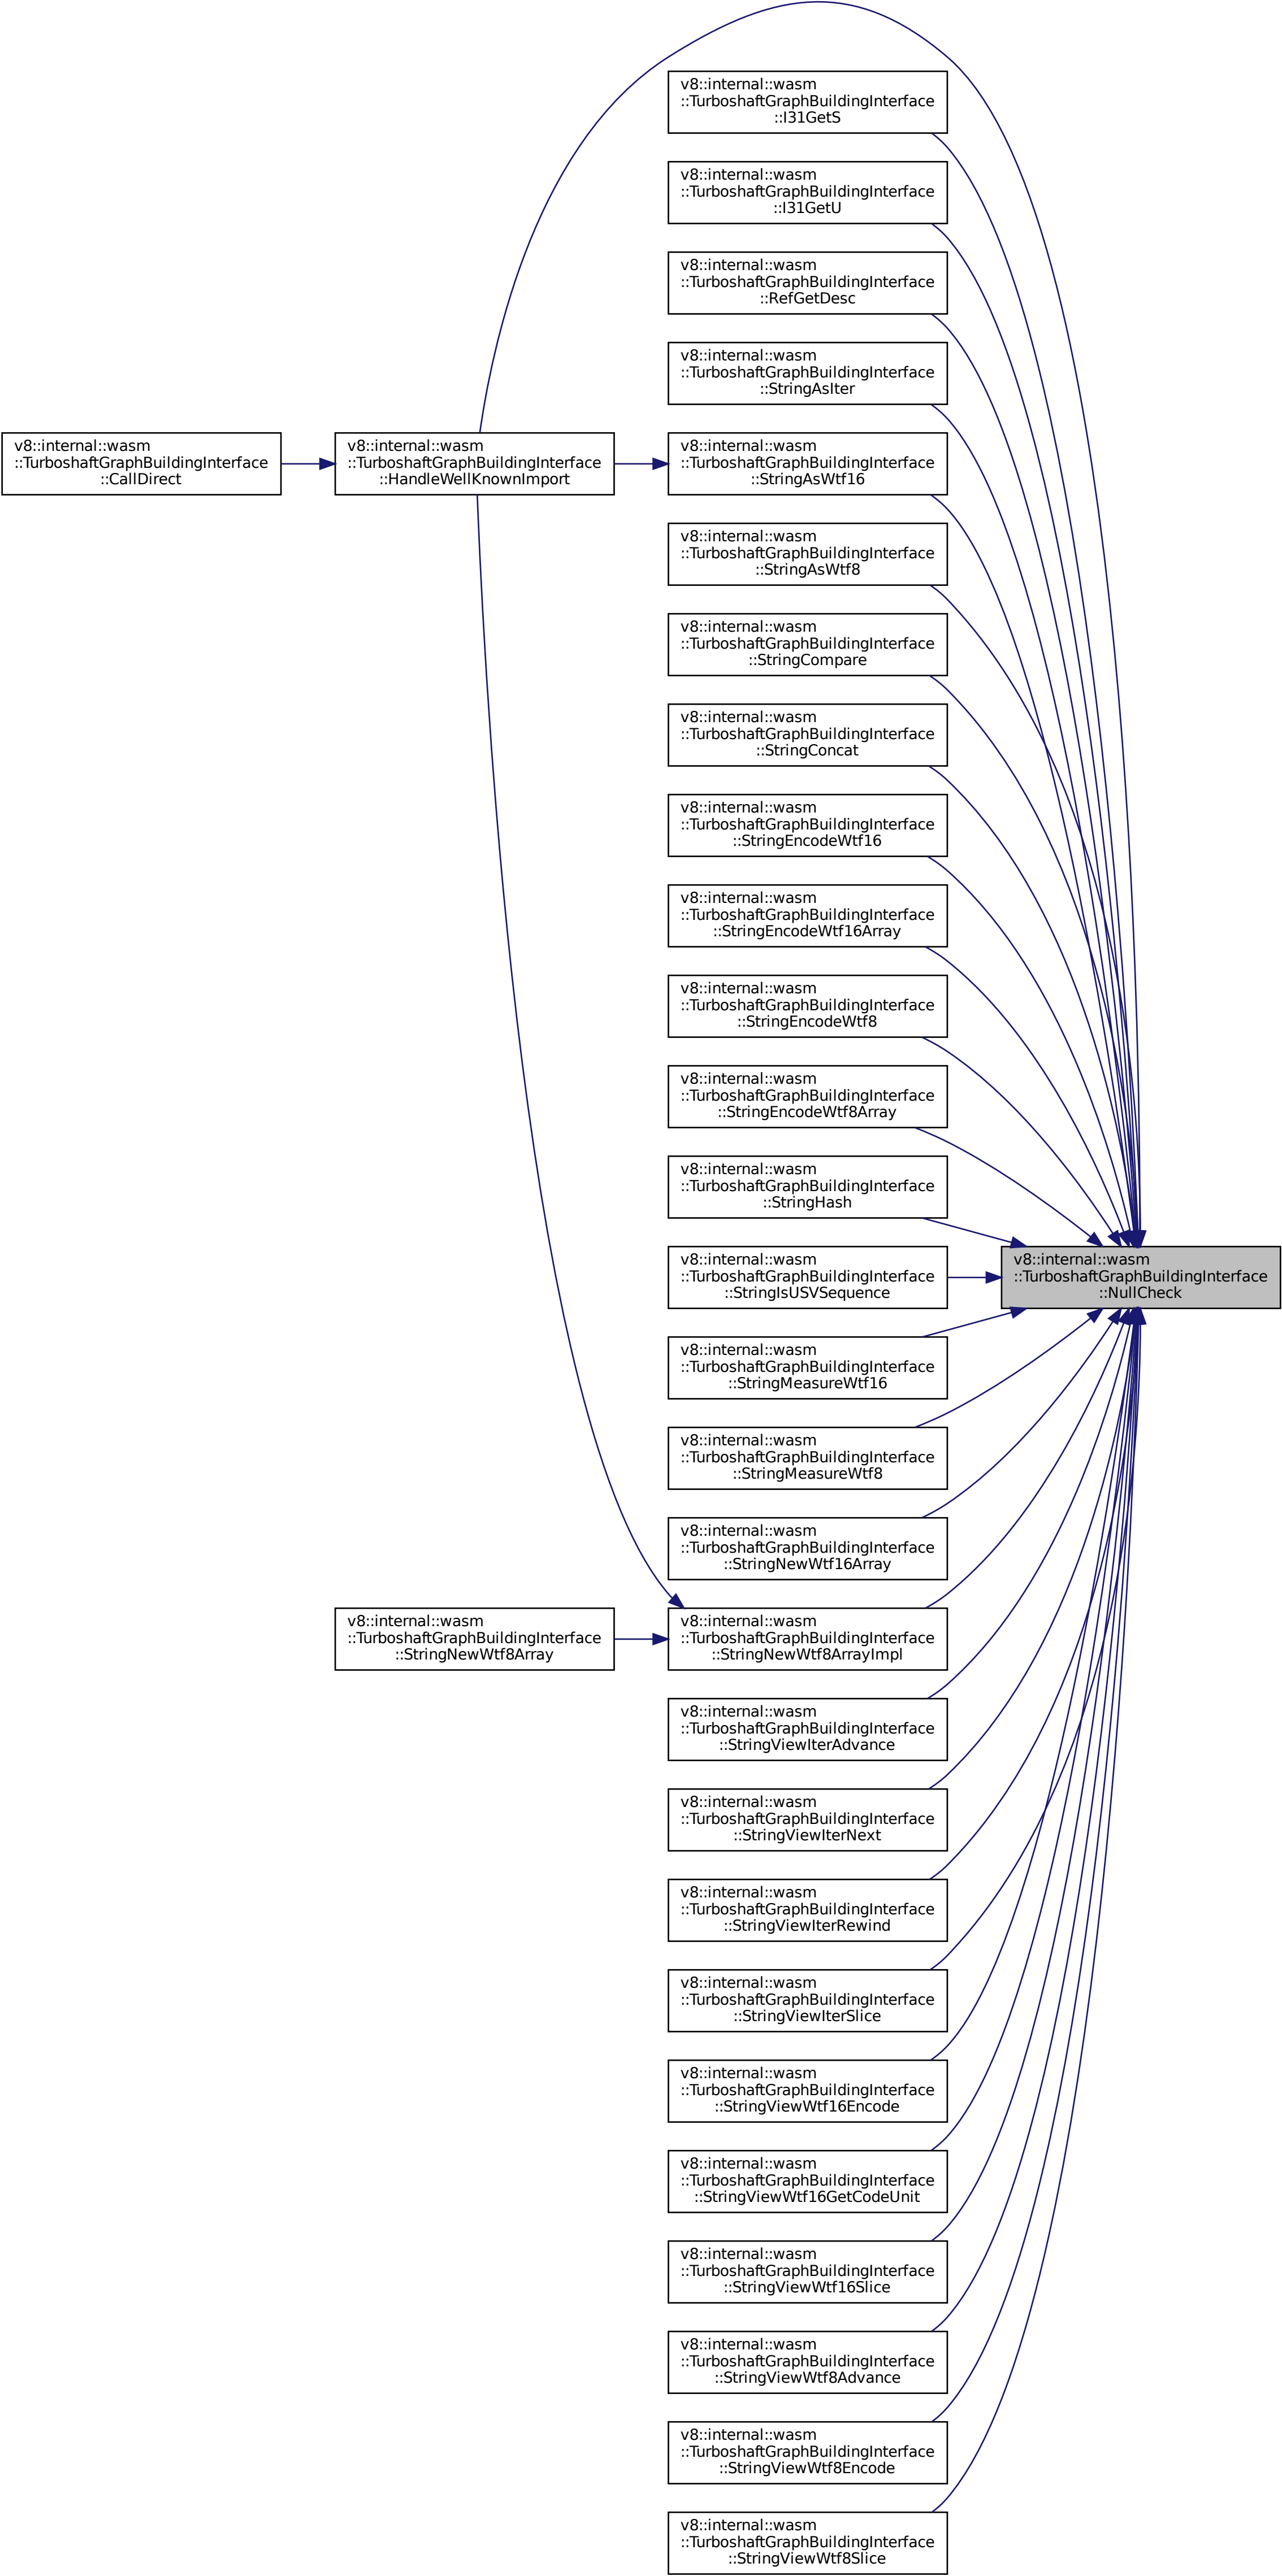 v8::internal::wasm
::TurboshaftGraphBuildingInterface
::I31GetS
v8::internal::wasm
::TurboshaftGraphBuildingInterface
::I31GetU
v8::internal::wasm
::TurboshaftGraphBuildingInterface
::RefGetDesc
v8::internal::wasm
::TurboshaftGraphBuildingInterface
::StringAsIter
v8::internal::wasm
::TurboshaftGraphBuildingInterface
::CallDirect
v8::internal::wasm
::TurboshaftGraphBuildingInterface
::HandleWellKnownImport
v8::internal::wasm
::TurboshaftGraphBuildingInterface
::StringAsWtf16
v8::internal::wasm
::TurboshaftGraphBuildingInterface
::StringAsWtf8
v8::internal::wasm
::TurboshaftGraphBuildingInterface
::StringCompare
v8::internal::wasm
::TurboshaftGraphBuildingInterface
::StringConcat
v8::internal::wasm
::TurboshaftGraphBuildingInterface
::StringEncodeWtf16
v8::internal::wasm
::TurboshaftGraphBuildingInterface
::StringEncodeWtf16Array
v8::internal::wasm
::TurboshaftGraphBuildingInterface
::StringEncodeWtf8
v8::internal::wasm
::TurboshaftGraphBuildingInterface
::StringEncodeWtf8Array
v8::internal::wasm
::TurboshaftGraphBuildingInterface
::StringHash
v8::internal::wasm
::TurboshaftGraphBuildingInterface
::StringIsUSVSequence
v8::internal::wasm
::TurboshaftGraphBuildingInterface
::NullCheck
v8::internal::wasm
::TurboshaftGraphBuildingInterface
::StringMeasureWtf16
v8::internal::wasm
::TurboshaftGraphBuildingInterface
::StringMeasureWtf8
v8::internal::wasm
::TurboshaftGraphBuildingInterface
::StringNewWtf16Array
v8::internal::wasm
::TurboshaftGraphBuildingInterface
::StringNewWtf8Array
v8::internal::wasm
::TurboshaftGraphBuildingInterface
::StringNewWtf8ArrayImpl
v8::internal::wasm
::TurboshaftGraphBuildingInterface
::StringViewIterAdvance
v8::internal::wasm
::TurboshaftGraphBuildingInterface
::StringViewIterNext
v8::internal::wasm
::TurboshaftGraphBuildingInterface
::StringViewIterRewind
v8::internal::wasm
::TurboshaftGraphBuildingInterface
::StringViewIterSlice
v8::internal::wasm
::TurboshaftGraphBuildingInterface
::StringViewWtf16Encode
v8::internal::wasm
::TurboshaftGraphBuildingInterface
::StringViewWtf16GetCodeUnit
v8::internal::wasm
::TurboshaftGraphBuildingInterface
::StringViewWtf16Slice
v8::internal::wasm
::TurboshaftGraphBuildingInterface
::StringViewWtf8Advance
v8::internal::wasm
::TurboshaftGraphBuildingInterface
::StringViewWtf8Encode
v8::internal::wasm
::TurboshaftGraphBuildingInterface
::StringViewWtf8Slice